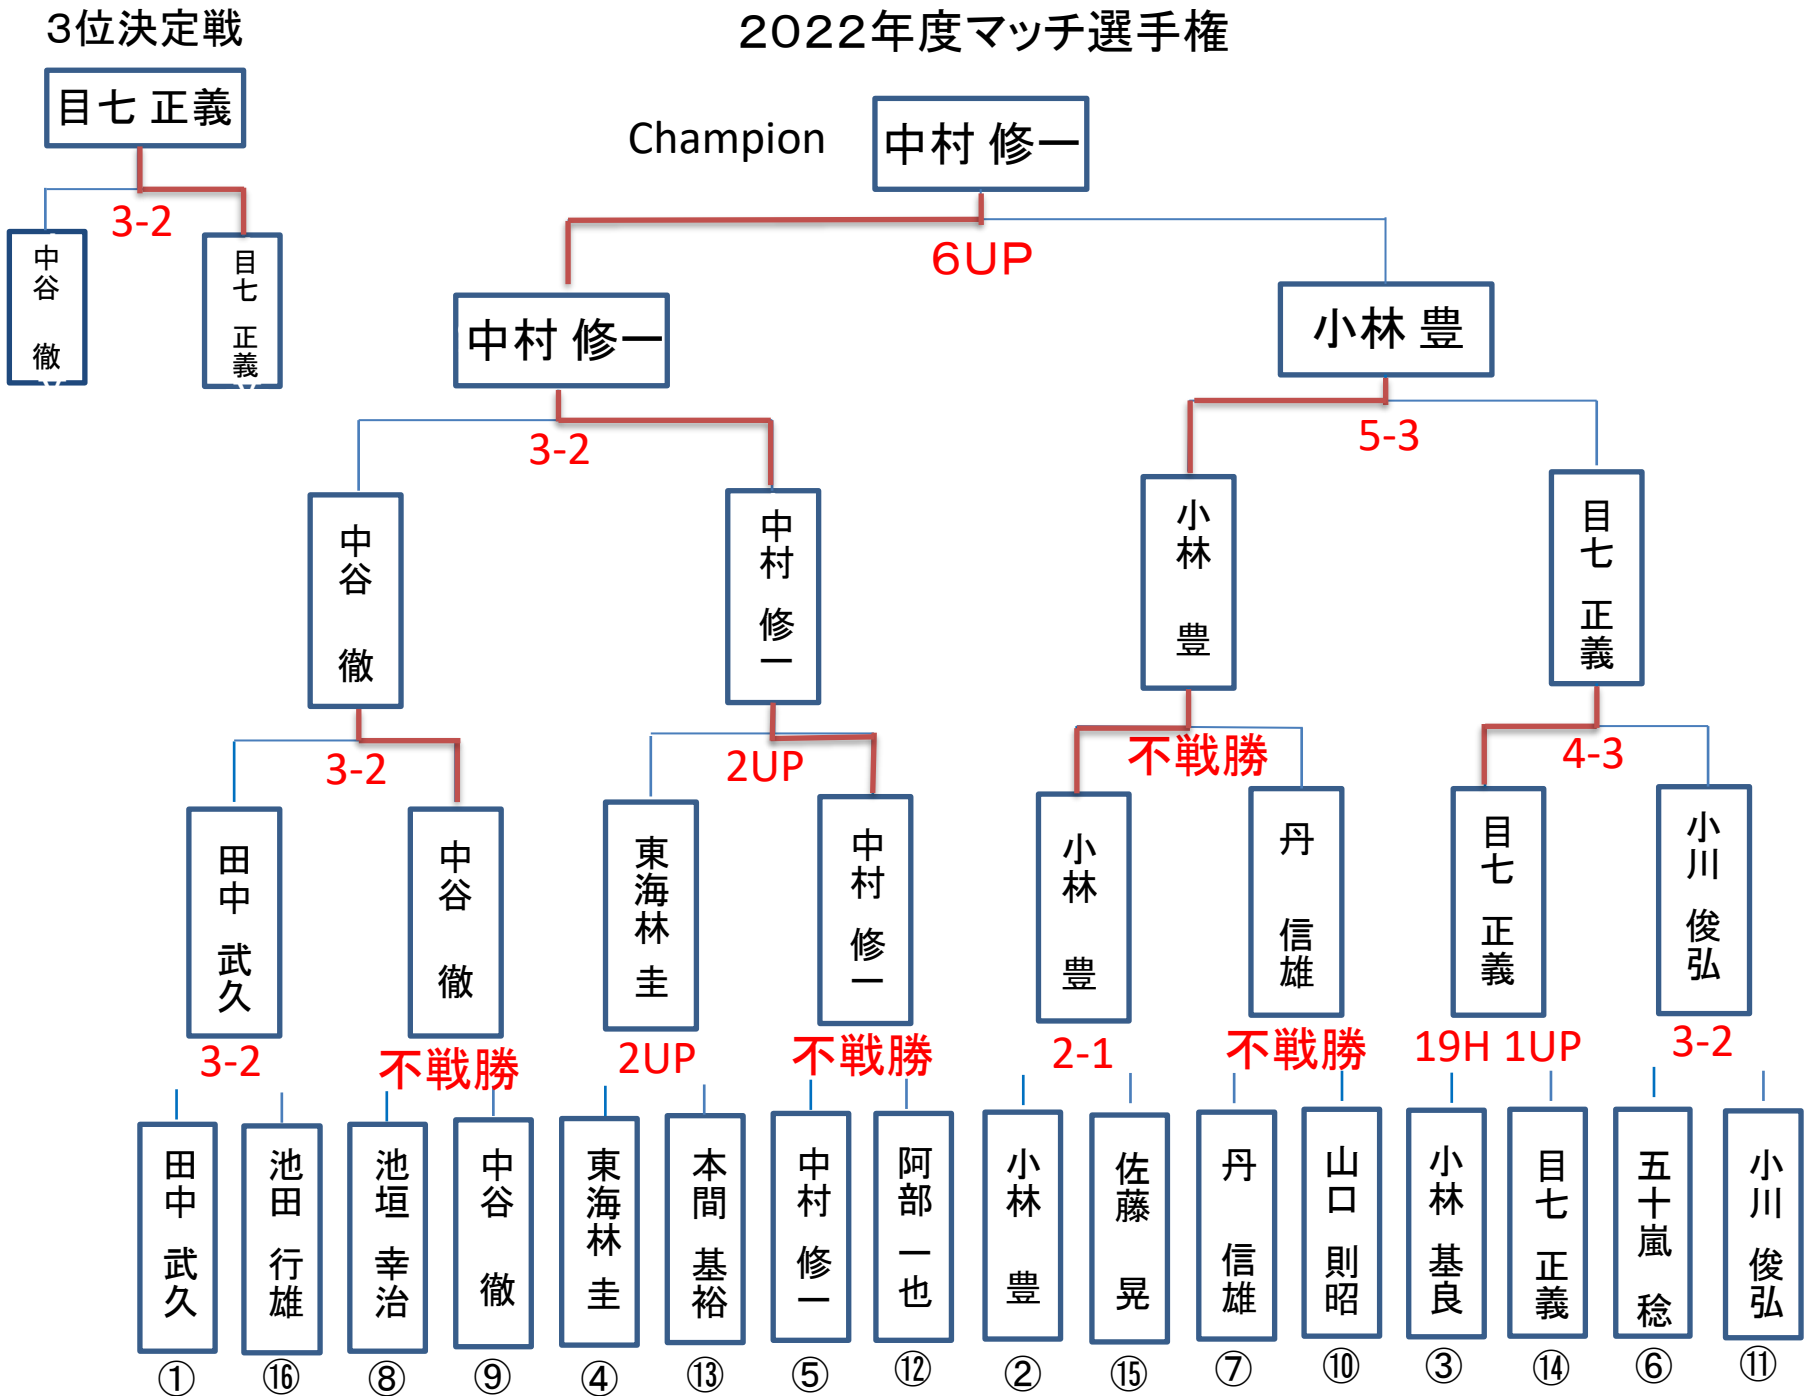 3位決定戦
2022年度マッチ選手権
目七 正義
Champion
中村 修一
3-2
中谷 徹
目七 正義
6UP
中村 修一
小林 豊
3-2
5-3
中谷 徹
中村 修一
小林 豊
目七 正義
3-2
2UP
不戦勝
4-3
田中 武久
中谷 徹
東海林 圭
中村 修一
小林 豊
丹 信雄
目七 正義
小川 俊弘
3-2
不戦勝
2UP
不戦勝
2-1
不戦勝
19H 1UP
3-2
田中 武久
池田 行雄
池垣 幸治
中谷 徹
東海林 圭
本間 基裕
中村 修一
阿部 一也
小林 豊
佐藤 晃
丹 信雄
山口 則昭
小林 基良
目七 正義
五十嵐 稔
小川 俊弘
①
⑯
⑧
⑨
④
⑬
⑤
⑫
②
⑮
⑦
⑩
③
⑭
⑥
⑪